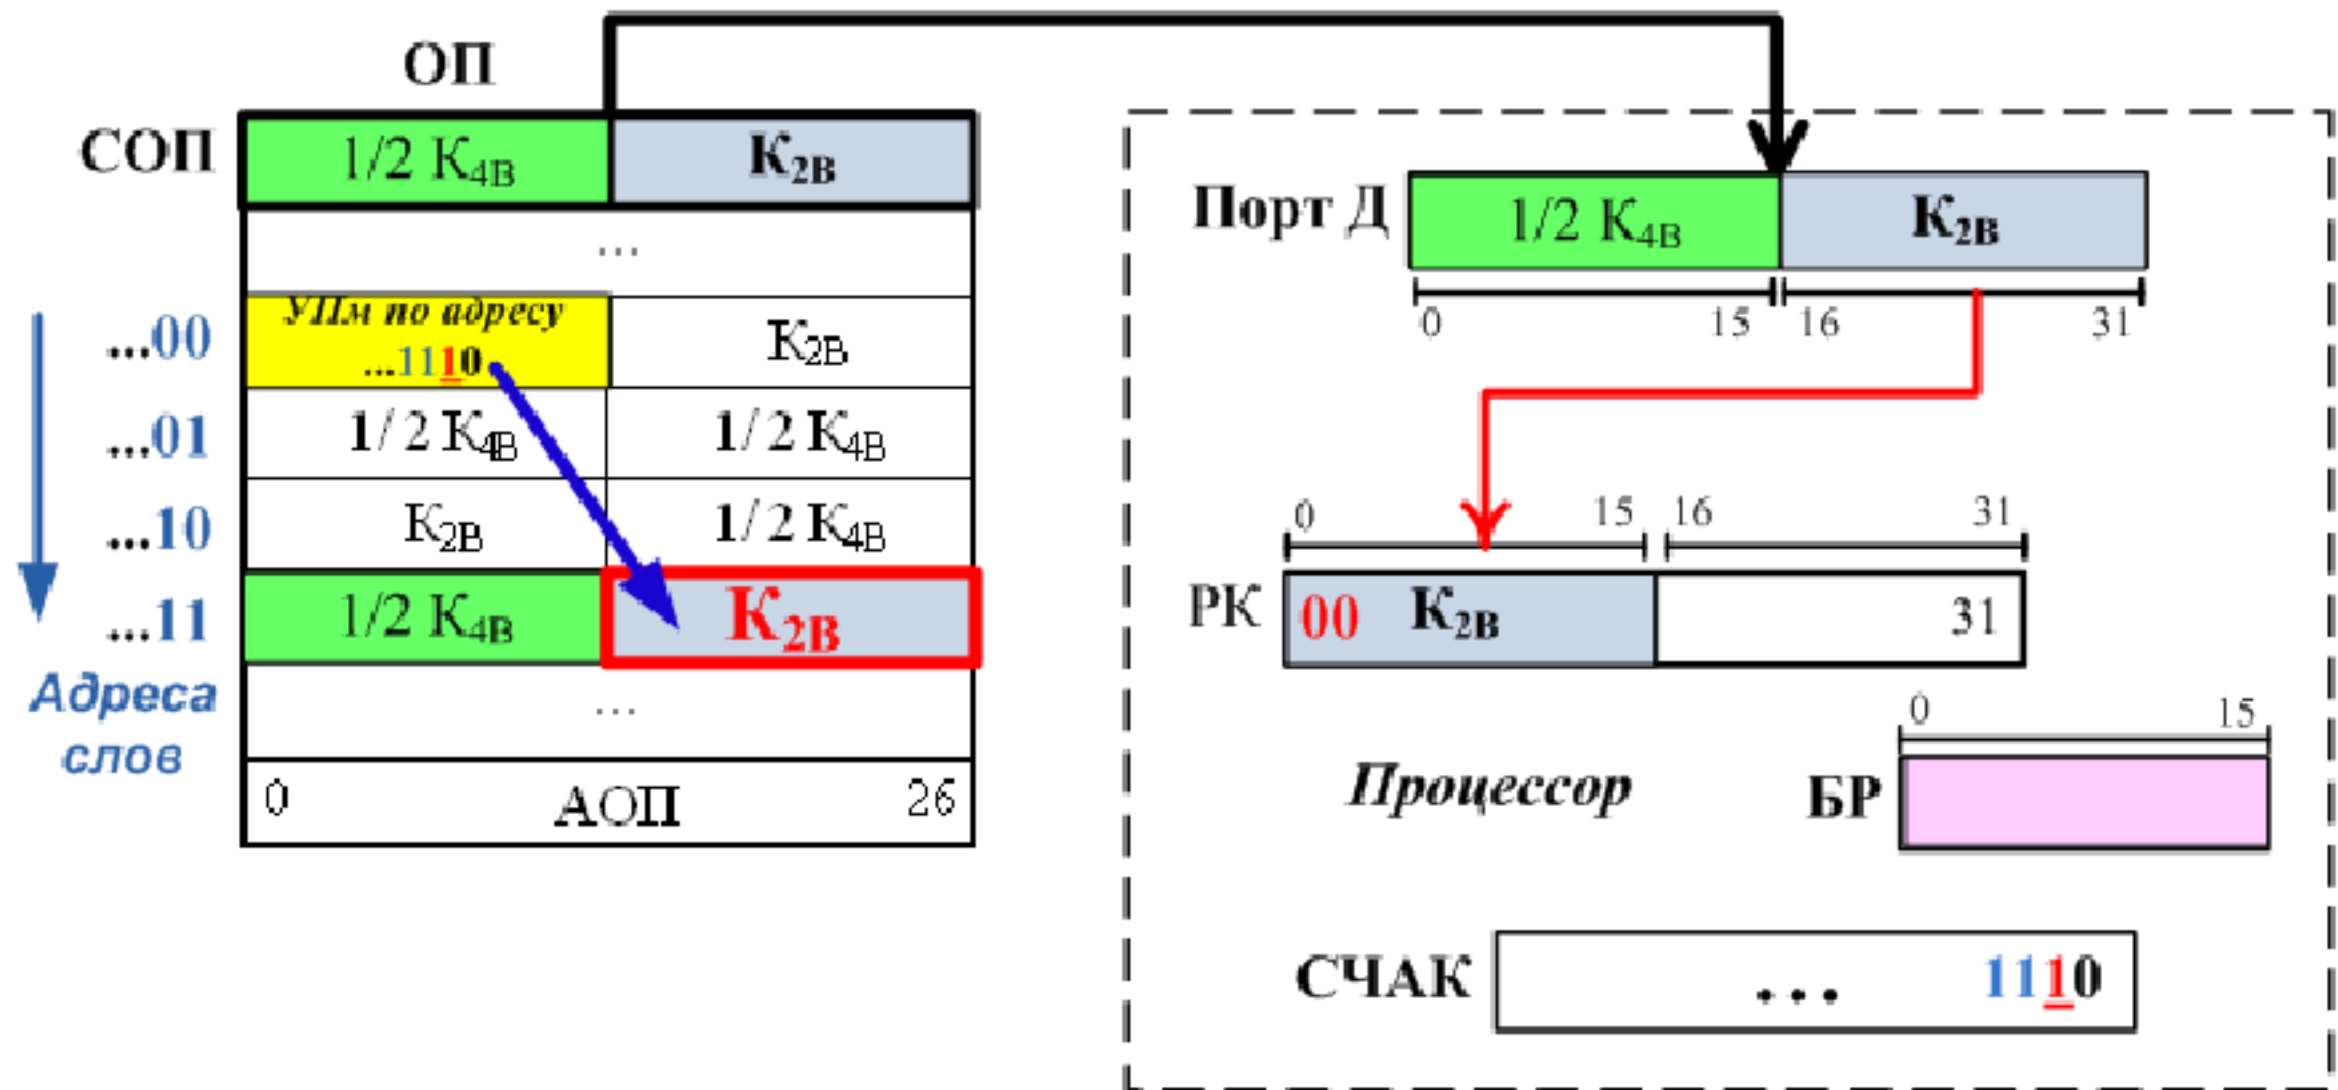 ОП
СОП 1/2 К4В К2В
...
...00 УПм по адресу К2В
...1110
...01 1/2 К4В 1/2 К4В
...10 К2В 1/2 К4В
...11 1/2 К4В К2В
Адреса
слов
...
0 АОП 26
Порт Д 1/2 К4В К2В
0 15 16 31
0 15 16 31
РК 00 К2В 31
0 15
Процессор БР
СЧАК ... 1110